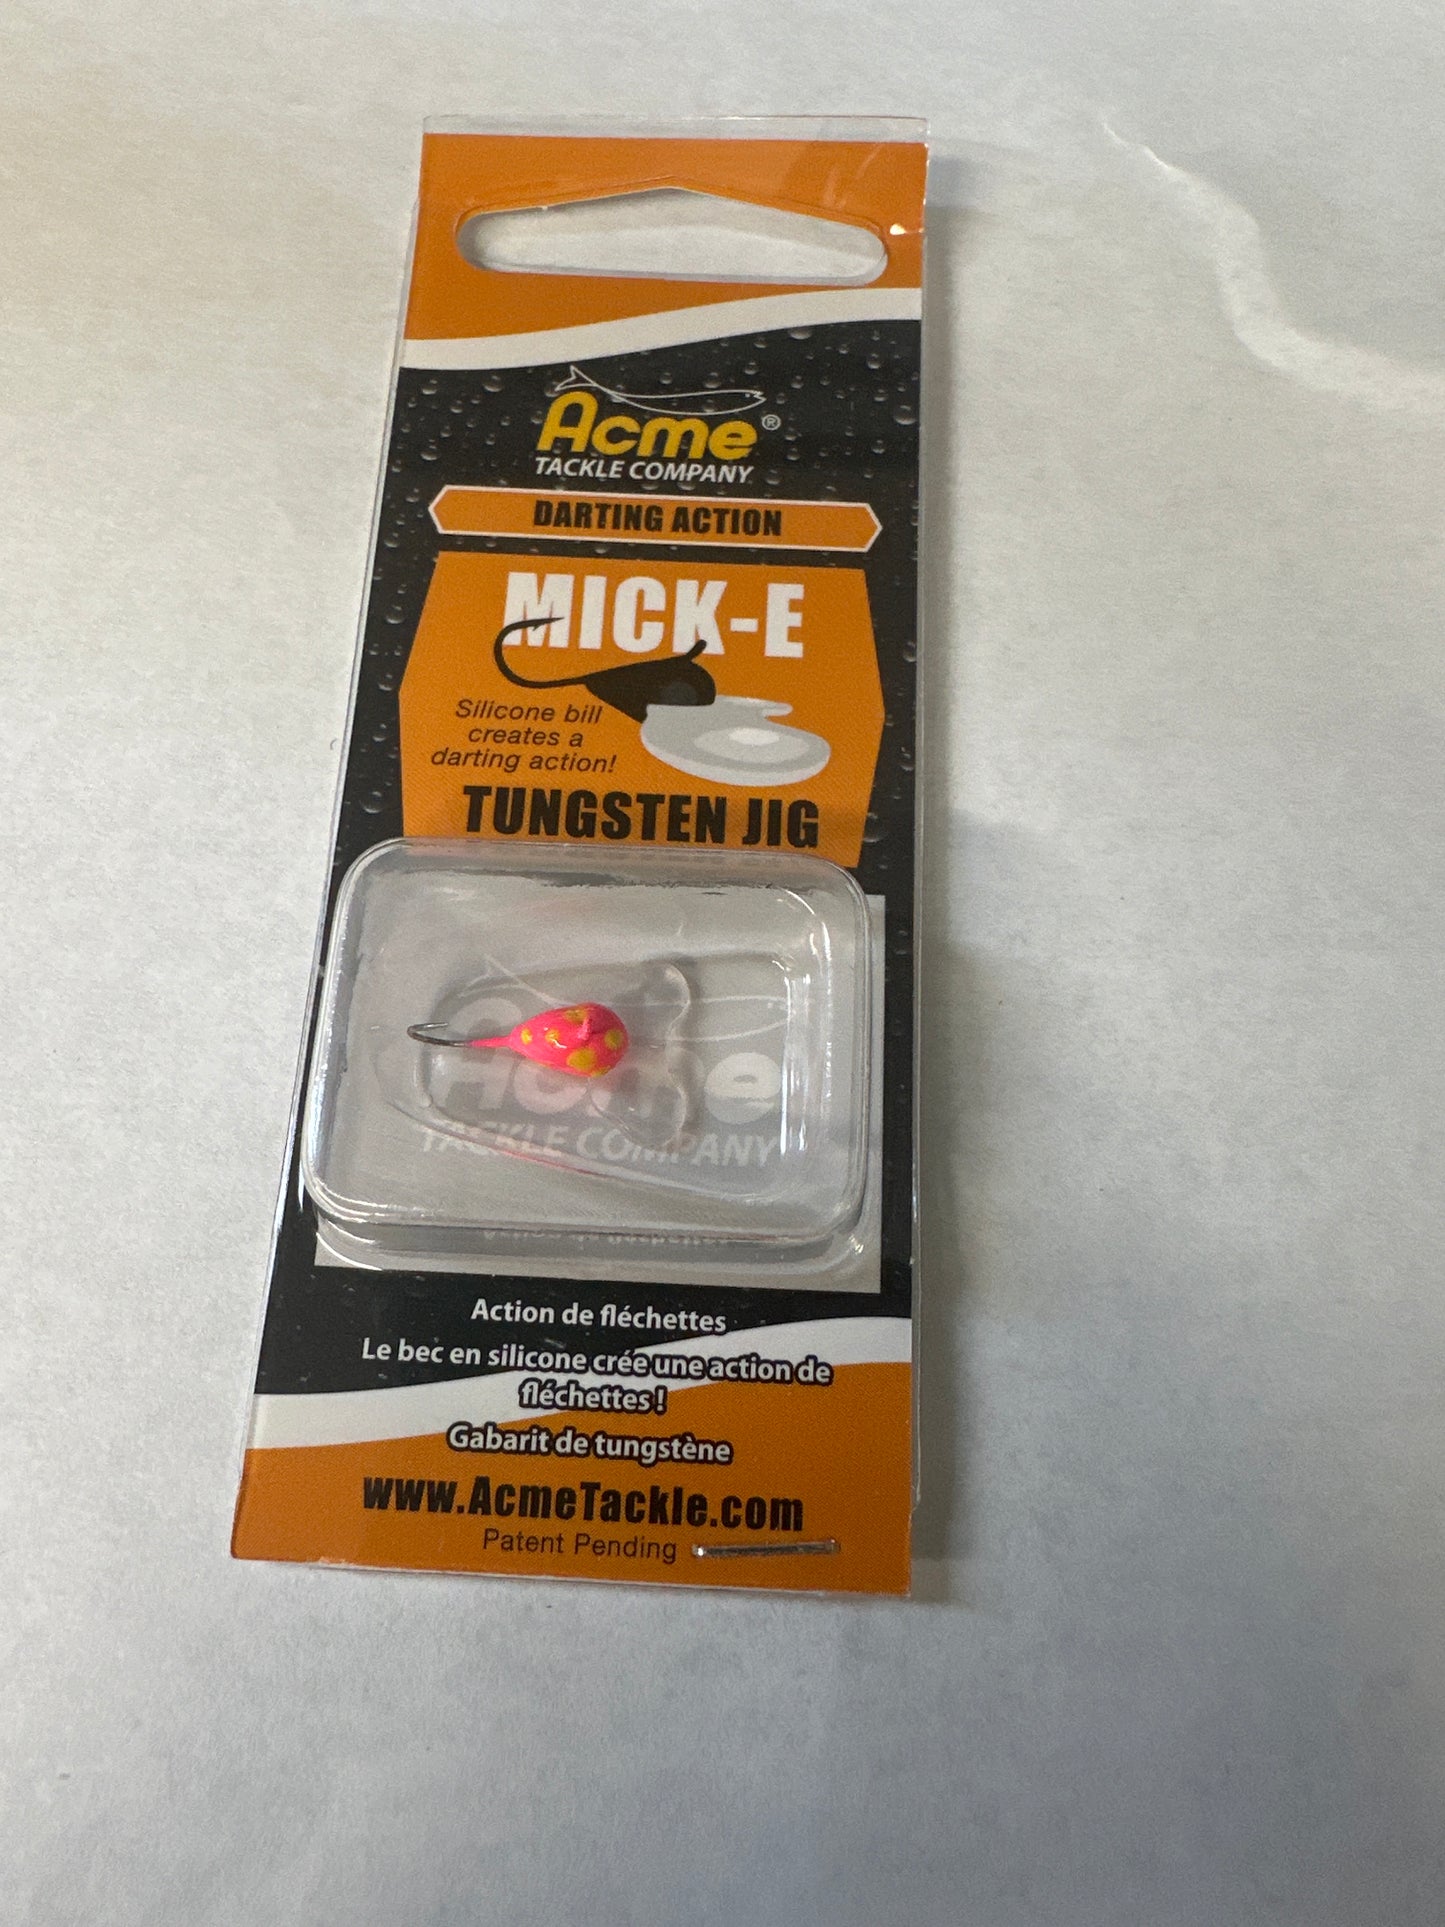 Acme®
TACKLE COMPANY
DARTING ACTION
MICK-E
Silicone bill
creates a
darting action!
TUNGSTEN JIG
Acme
TACKLE COMPANY
Action de fléchettes
Le bec en silicone crée une action de
fléchettes !
Gabarit de tungstène
www.AcmeTackle.com
Patent Pending